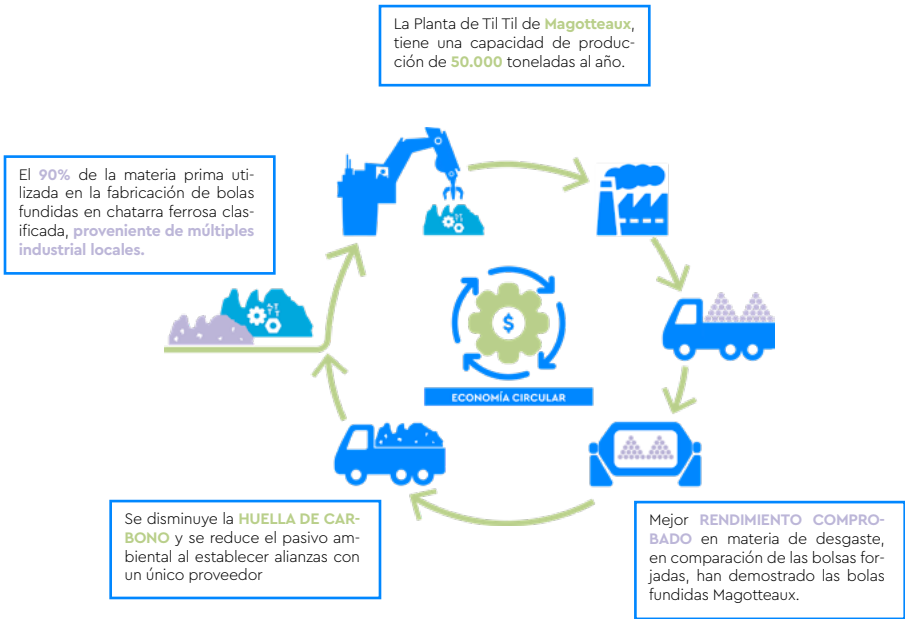 La Planta de Til Til de Magotteaux,
tiene una capacidad de produc-
ción de 50.000 toneladas al año.
El 90% de la materia prima uti-
lizada en la fabricación de bolas
fundidas en chatarra ferrosa clas-
ificada, proveniente de múltiples
industrial locales.
$
ECONOMÍA CIRCULAR
Se disminuye la HUELLA DE CAR-
BONO y se reduce el pasivo am-
biental al establecer alianzas con
un único proveedor
Mejor RENDIMIENTO COMPRO-
BADO en materia de desgaste,
en comparación de las bolsas for-
jadas, han demostrado las bolas
fundidas Magotteaux.